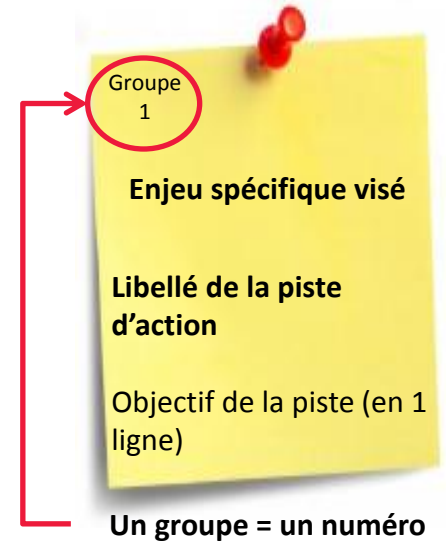 Groupe
1
Enjeu spécifique visé
Libellé de la piste
d’action
Objectif de la piste (en 1
ligne)
Un groupe = un numéro